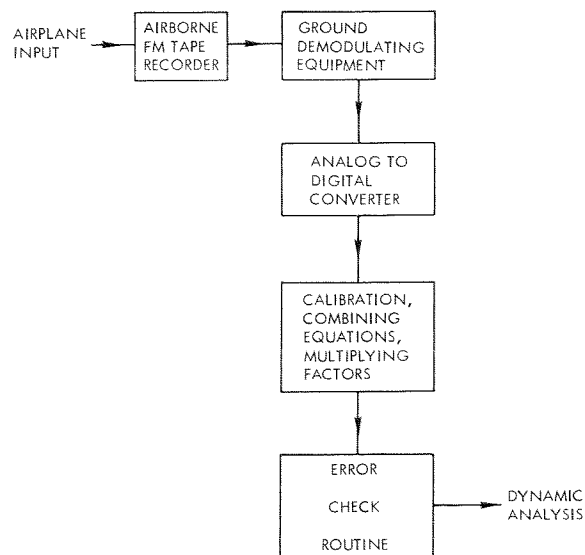 AIRPLANE
INPUT
AIRBORNE
FM TAPE
RECORDER
GROUND
DEMODULATING
EQUIPMENT
ANALOG TO
DIGITAL
CONVERTER
CALIBRATION,
COMBINING
EQUATIONS,
MULTIPLYING
FACTORS
ERROR
CHECK
ROUTINE
DYNAMIC
ANALYSIS